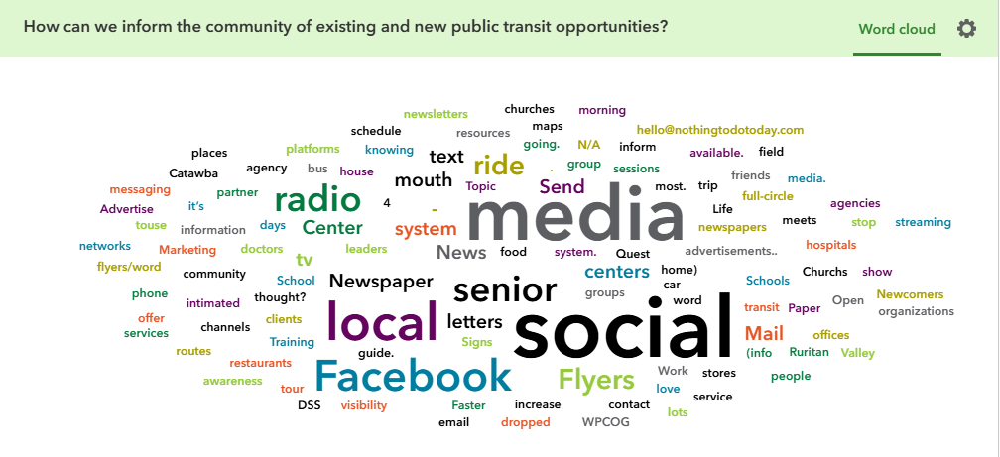 How can we inform the community of existing and new public transit opportunities?
Word cloud
newsletters churches morning
schedule resources maps hello@nothingtodotoday.com
places platforms knowing text going. N/A inform available. field
Catawba agency bus house mouth ride . group sessions friends media.
messaging partner radio 4 Topic Send most. trip full-circle
Advertise it's - media Life agencies
touse information days Center system newspapers meets stop streaming
networks Marketing doctors leaders News food system. Quest advertisements.. hospitals
flyers/word tv centers home) Churchs show
community School Newspaper senior car Schools
phone intimated thought? groups word transit Paper Open Newcomers
offer channels clients local letters social organizations
services Training Signs Mail offices
routes guide. (info Ruritan Valley
restaurants Facebook Flyers Work stores people
awareness tour love service
DSS visibility Faster increase contact lots
email dropped WPCOG